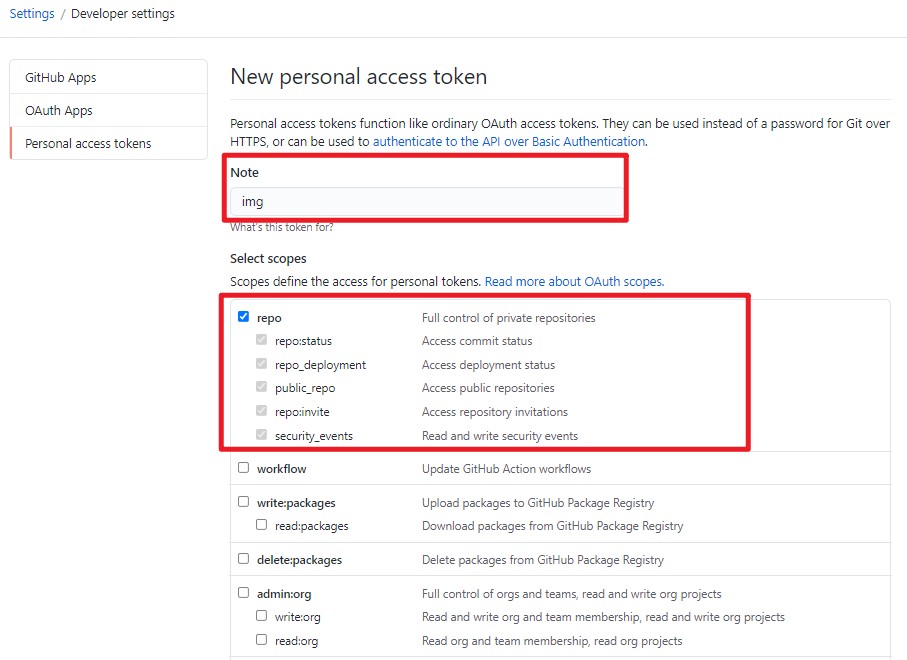 Settings / Developer settings
GitHub Apps
OAuth Apps
Personal access tokens
New personal access token
Personal access tokens function like ordinary OAuth access tokens. They can be used instead of a password for Git over
HTTPS, or can be used to authenticate to the API over Basic Authentication.
Note
img
What's this token for?
Select scopes
Scopes define the access for personal tokens. Read more about OAuth scopes.
repo Full control of private repositories
repo:status Access commit status
repo_deployment Access deployment status
public_repo Access public repositories
repo:invite Access repository invitations
security_events Read and write security events
workflow Update GitHub Action workflows
write:packages Upload packages to GitHub Package Registry
read:packages Download packages from GitHub Package Registry
delete:packages Delete packages from GitHub Package Registry
admin:org Full control of orgs and teams, read and write org projects
write:org Read and write org and team membership, read and write org projects
read:org Read org and team membership, read org projects